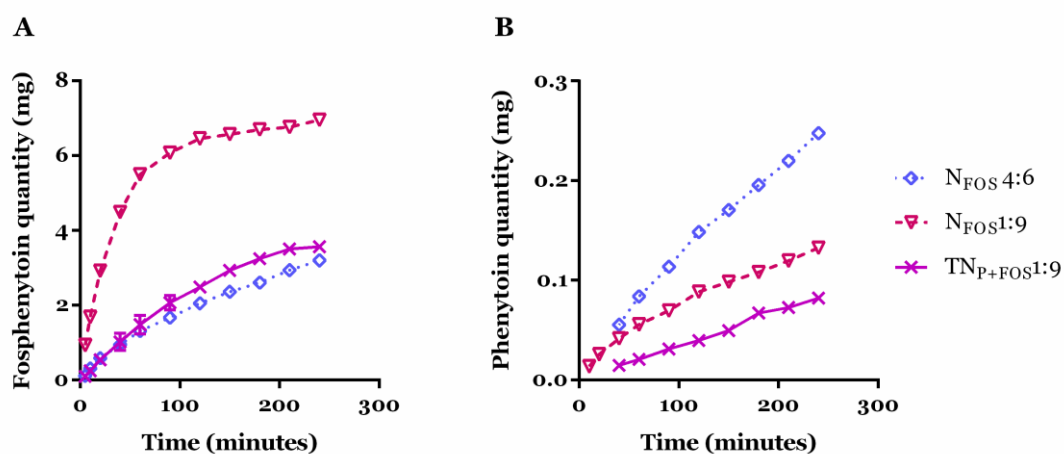 A
B
Fosphenytoin quantity (mg)
8
6
4
2
0
0 100 200 300
Time (minutes)
Phenytoin quantity (mg)
0.3
0.2
0.1
0.0
0 100 200 300
Time (minutes)
NFOS 4:6
NFOS1:9
TNP+FOS1:9